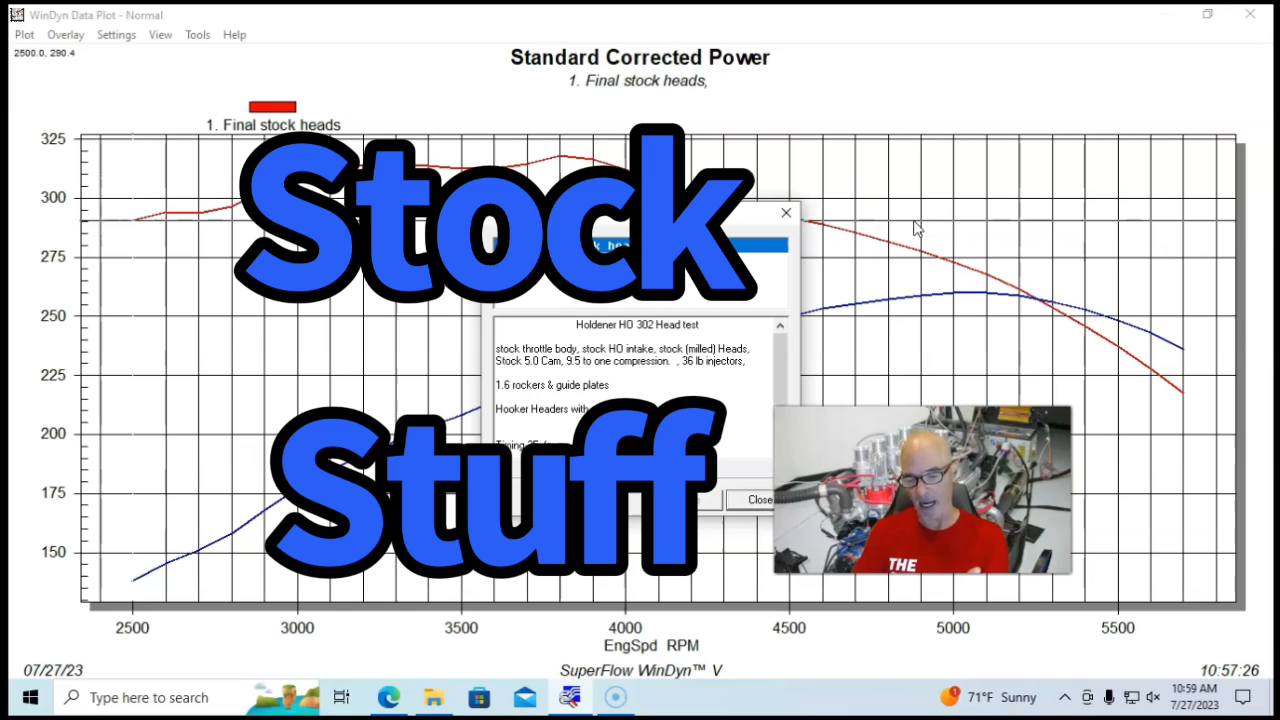 WinDyn Data Plot - Normal
Plot Overlay Settings View Tools Help
2500.0, 290.4
Standard Corrected Power
1. Final stock heads,
1. Final stock heads
325
300
275
250
225
200
175
150
Stock
Stuff
Holdener HO 302 Head test
stock throttle body, stock HO intake, stock (milled) Heads,
Stock 5.0 Cam, 9.5 to one compression. , 36 lb injectors,
1.6 rockers & guide plates
Hooker Headers with
Timing
Close
THE
2500 3000 3500 4000 4500 5000 5500
EngSpd RPM
07/27/23 SuperFlow WinDyn™ V 10:57:26
Type here to search
1
71°F Sunny
10:59 AM
7/27/2023